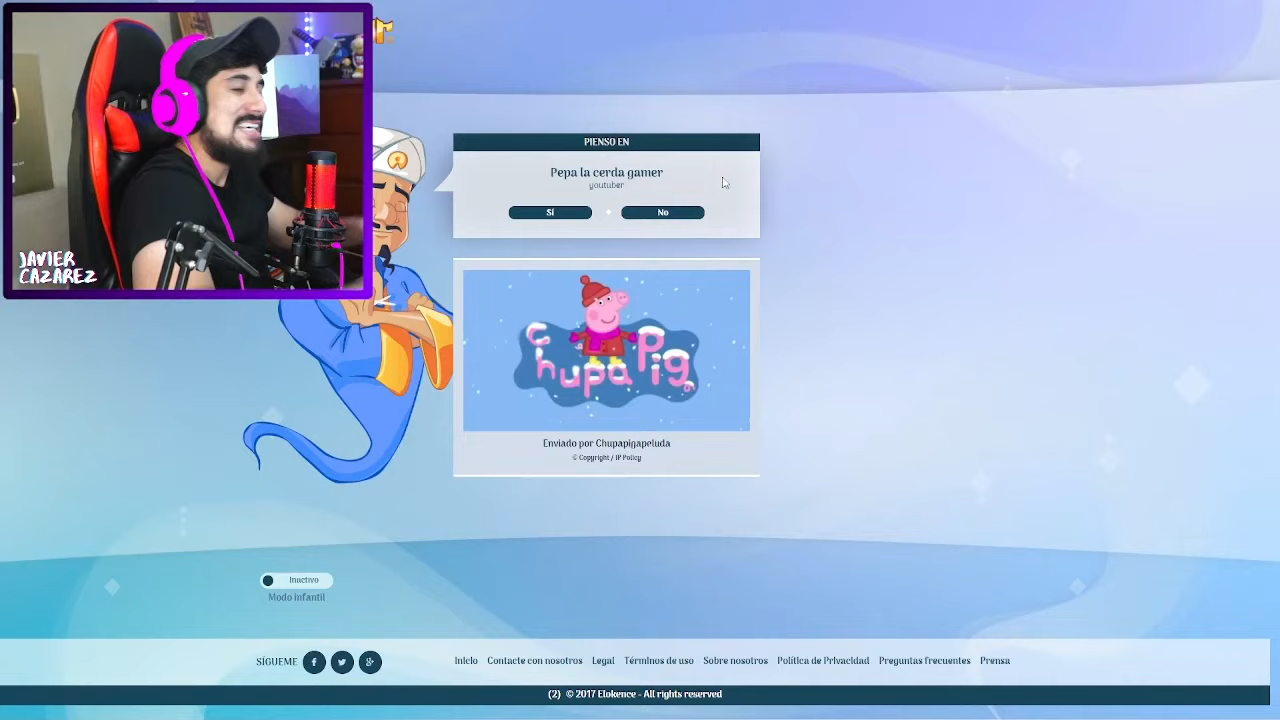 JAVIER
CAZAREZ
PIENSO EN
Pepa la cerda gamer
youtuber
Sí
No
Chupa Pig
Enviado por Chupapigapeluda
© Copyright / IP Policy
Inactivo
Modo infantil
SÍGUEME
f
g+
Inicio Contacte con nosotros Legal Términos de uso Sobre nosotros Política de Privacidad Preguntas frecuentes Prensa
(2) © 2017 Elokence - All rights reserved